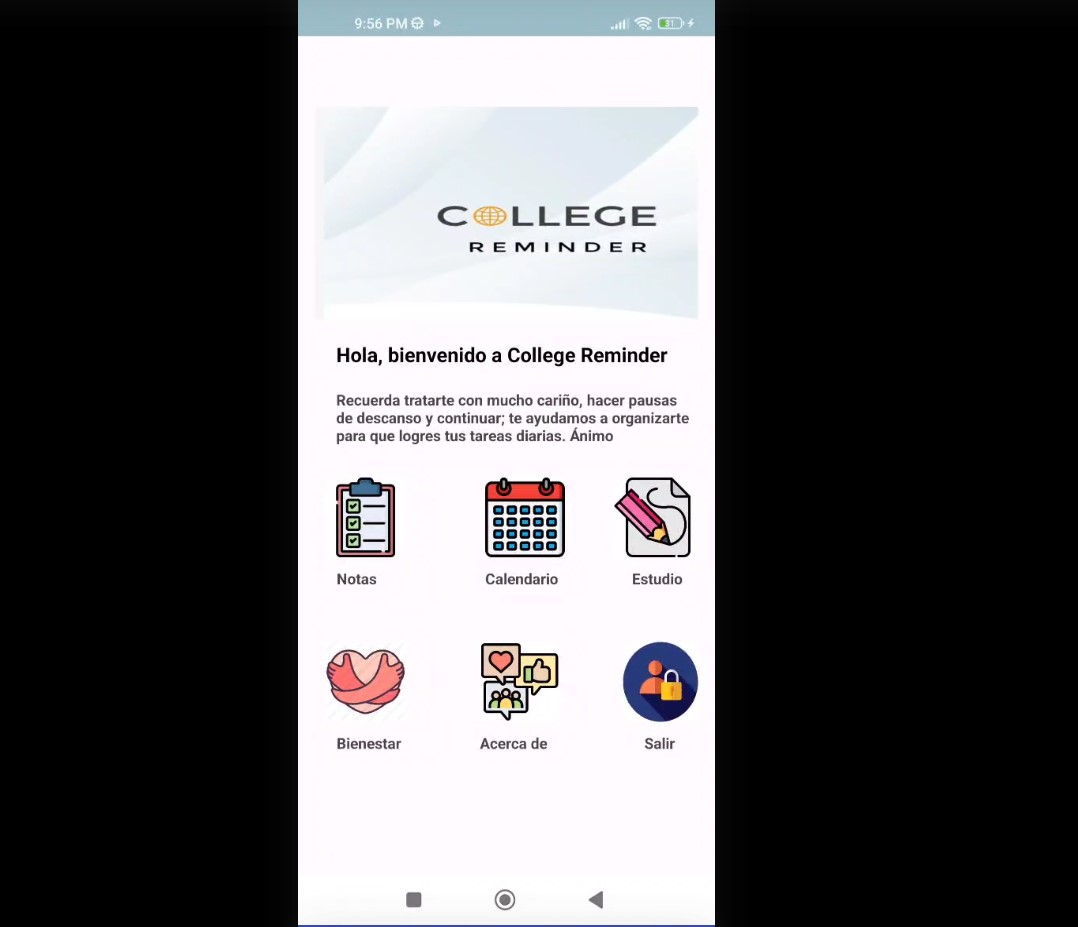 9:56 PM
31
COLLEGE
REMINDER
Hola, bienvenido a College Reminder
Recuerda tratarte con mucho cariño, hacer pausas
de descanso y continuar; te ayudamos a organizarte
para que logres tus tareas diarias. Ánimo
Notas
Calendario
Estudio
Bienestar
Acerca de
Salir